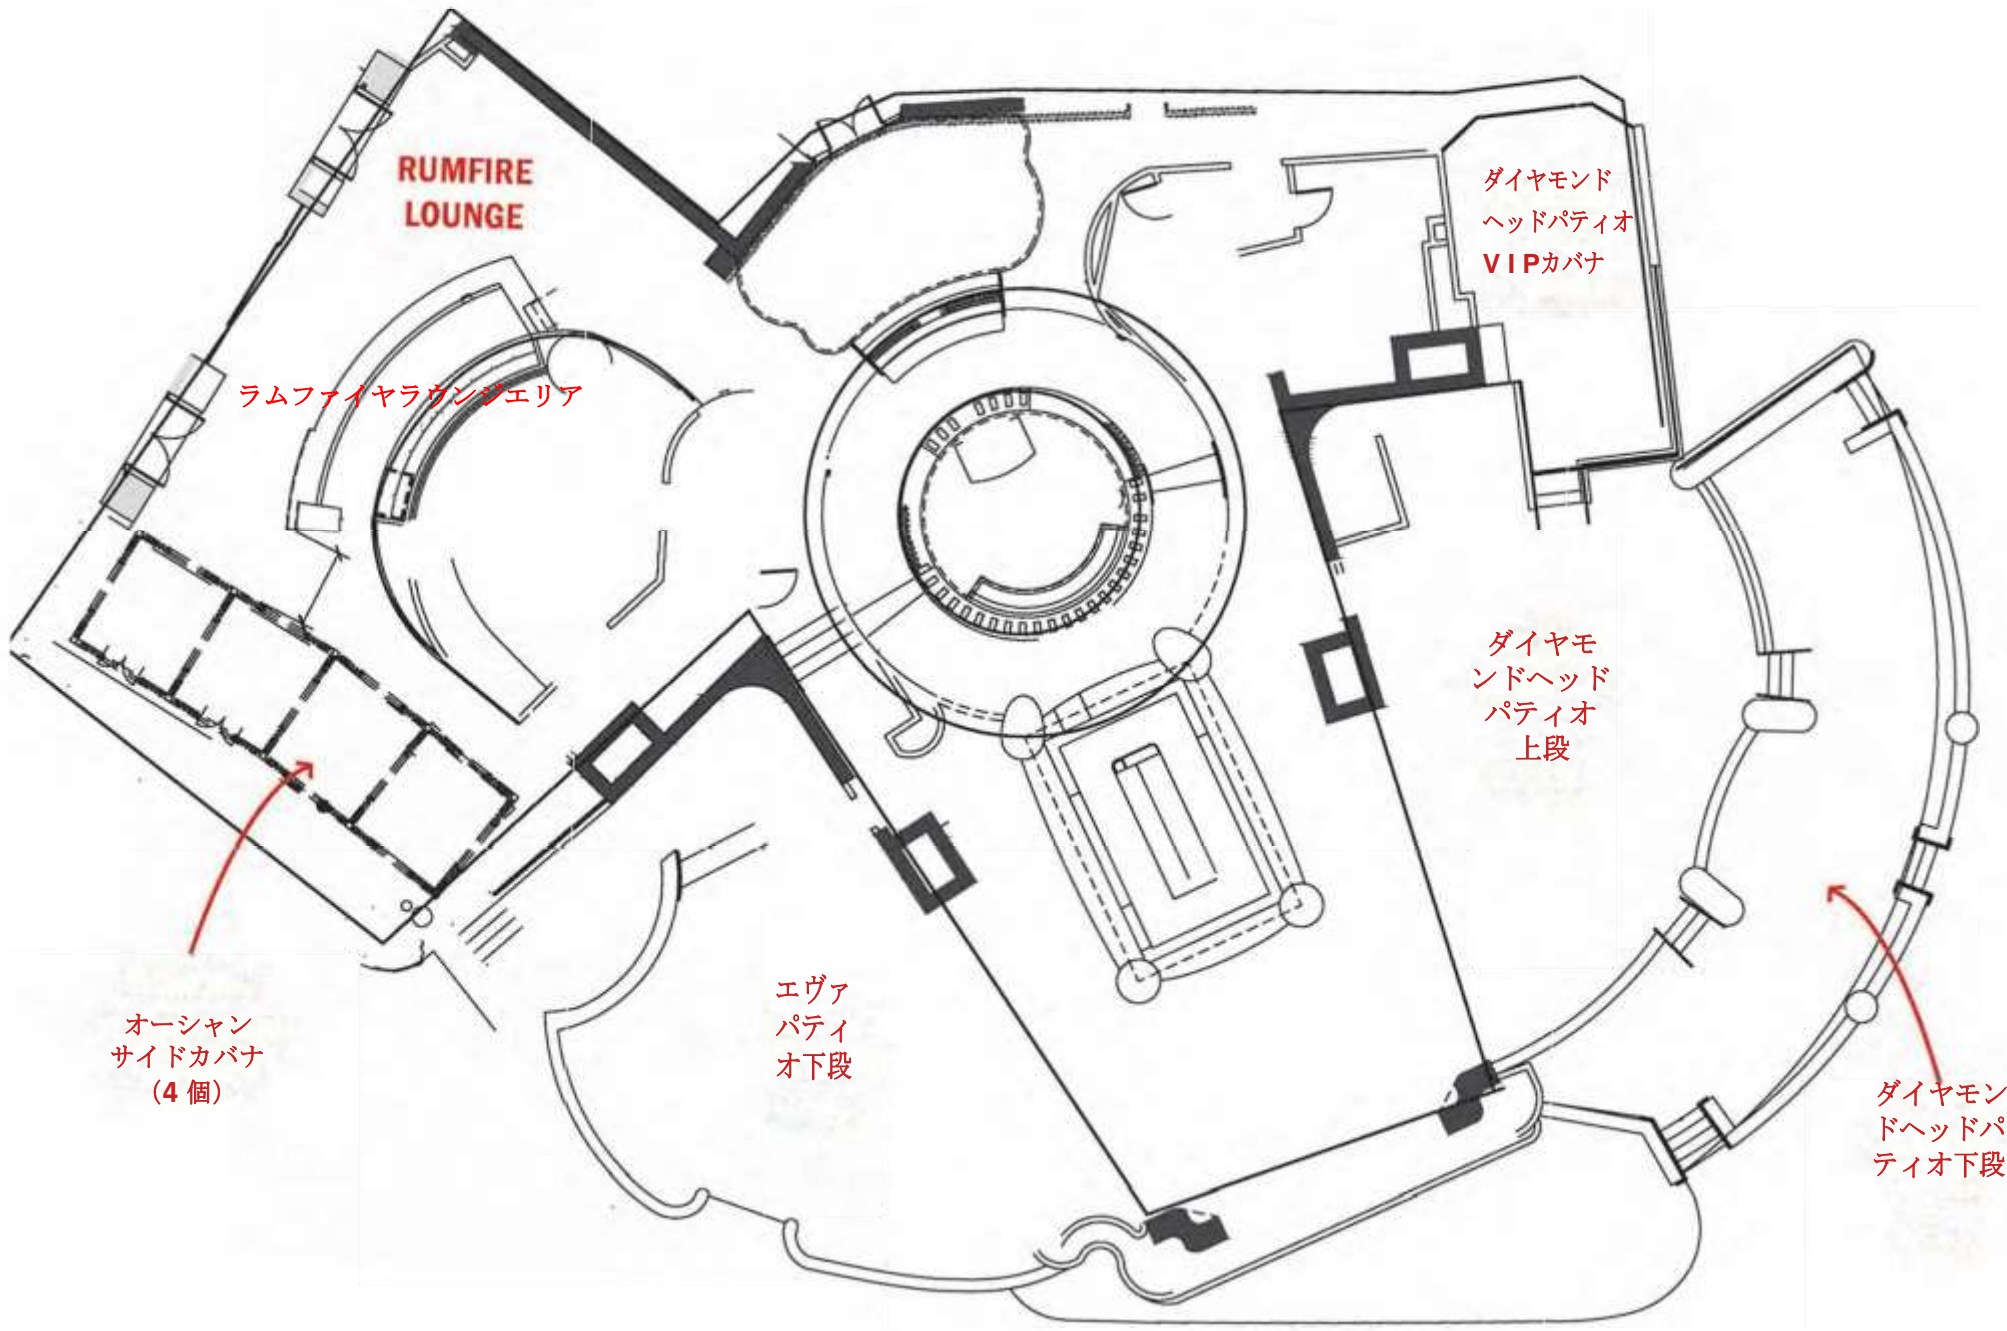 RUMFIRE
LOUNGE
ダイヤモンド
ヘッドパティオ
V I Pカバナ
ラムファイヤラウンジエリア
ダイヤモ
ンドヘッド
パティオ
上段
エヴァ
パティ
オ下段
オーシャン
サイドカバナ
（4 個）
ダイヤモン
ドヘッドパ
ティオ下段